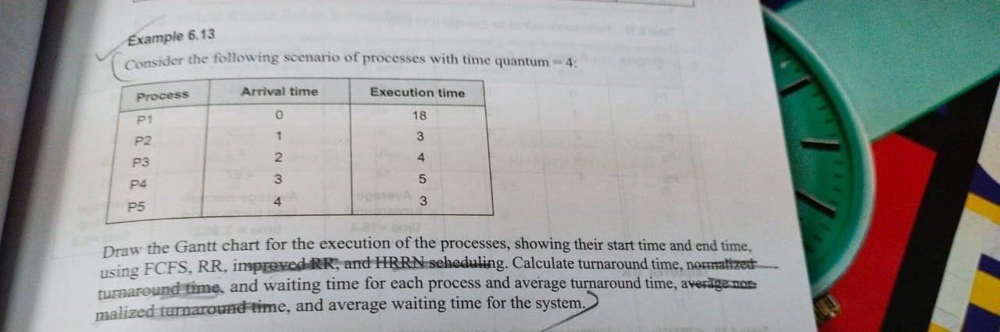 Example 6.13
Consider the following scenario of processes with time quantum = 4:
Process Arrival time Execution time
P1 0 18
P2 1 3
P3 2 4
P4 3 5
P5 4 3
Draw the Gantt chart for the execution of the processes, showing their start time and end time,
using FCFS, RR, improved RR, and HRRN scheduling. Calculate turnaround time, normalized
turnaround time, and waiting time for each process and average turnaround time, average nor-
malized turnaround time, and average waiting time for the system.